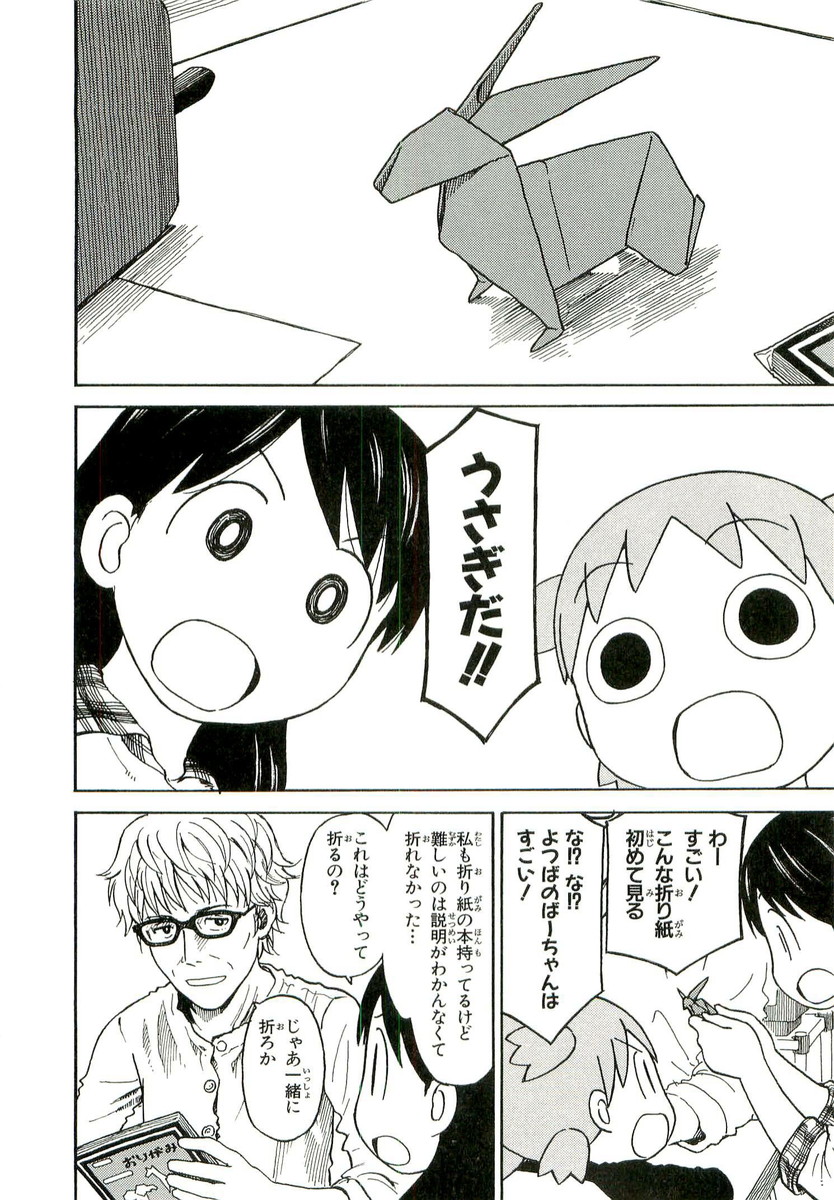 うさぎだ!!
わー
すごい!
こんな折り紙
初めて見る
な!? な!?
よつばのばーちゃんは
すごい!
私も折り紙の本持ってるけど
難しいのは説明がわかんなくて
折れなかった…
これはどうやって
折るの?
じゃあ一緒に
折ろか
おりがみ